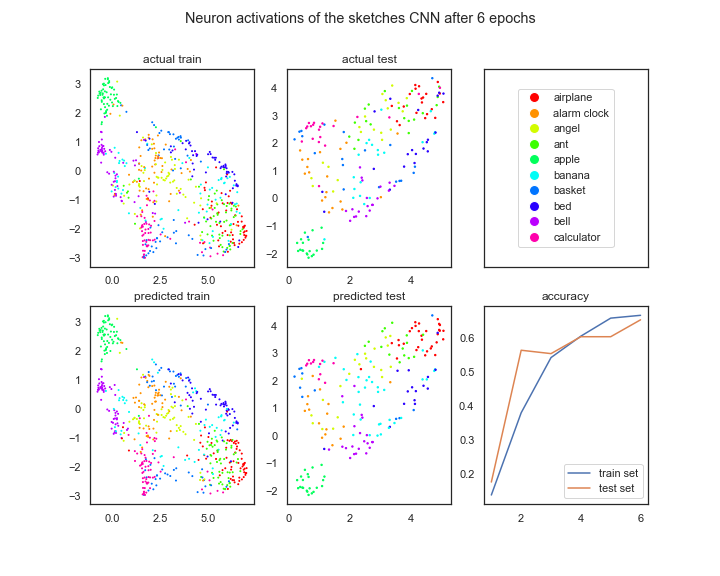 Neuron activations of the sketches CNN after 6 epochs
actual train
3
2
1
0
−1
−2
−3
0.0 2.5 5.0
actual test
4
3
2
1
0
−1
−2
0 2 4
airplane
alarm clock
angel
ant
apple
banana
basket
bed
bell
calculator
predicted train
3
2
1
0
−1
−2
−3
0.0 2.5 5.0
predicted test
4
3
2
1
0
−1
−2
0 2 4
accuracy
0.6
0.5
0.4
0.3
0.2
train set
test set
2 4 6